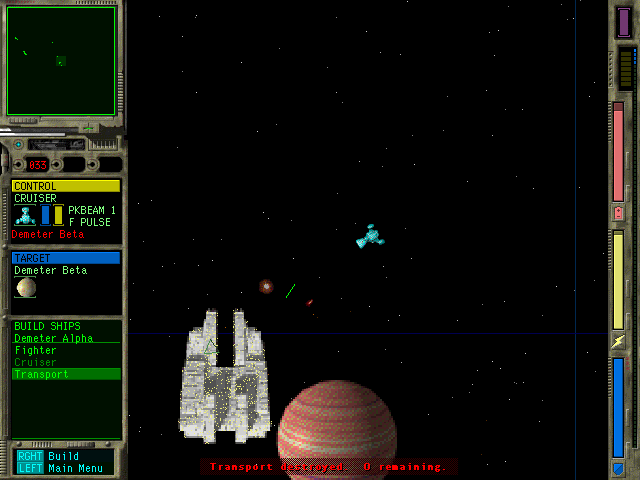 033
CONTROL
CRUISER
PKBEAM 1
F PULSE
Demeter Beta
TARGET
Demeter Beta
BUILD SHIPS
Demeter Alpha
Fighter
Cruiser
Transport
RGHT Build
LEFT Main Menu
Transport destroyed. 0 remaining.